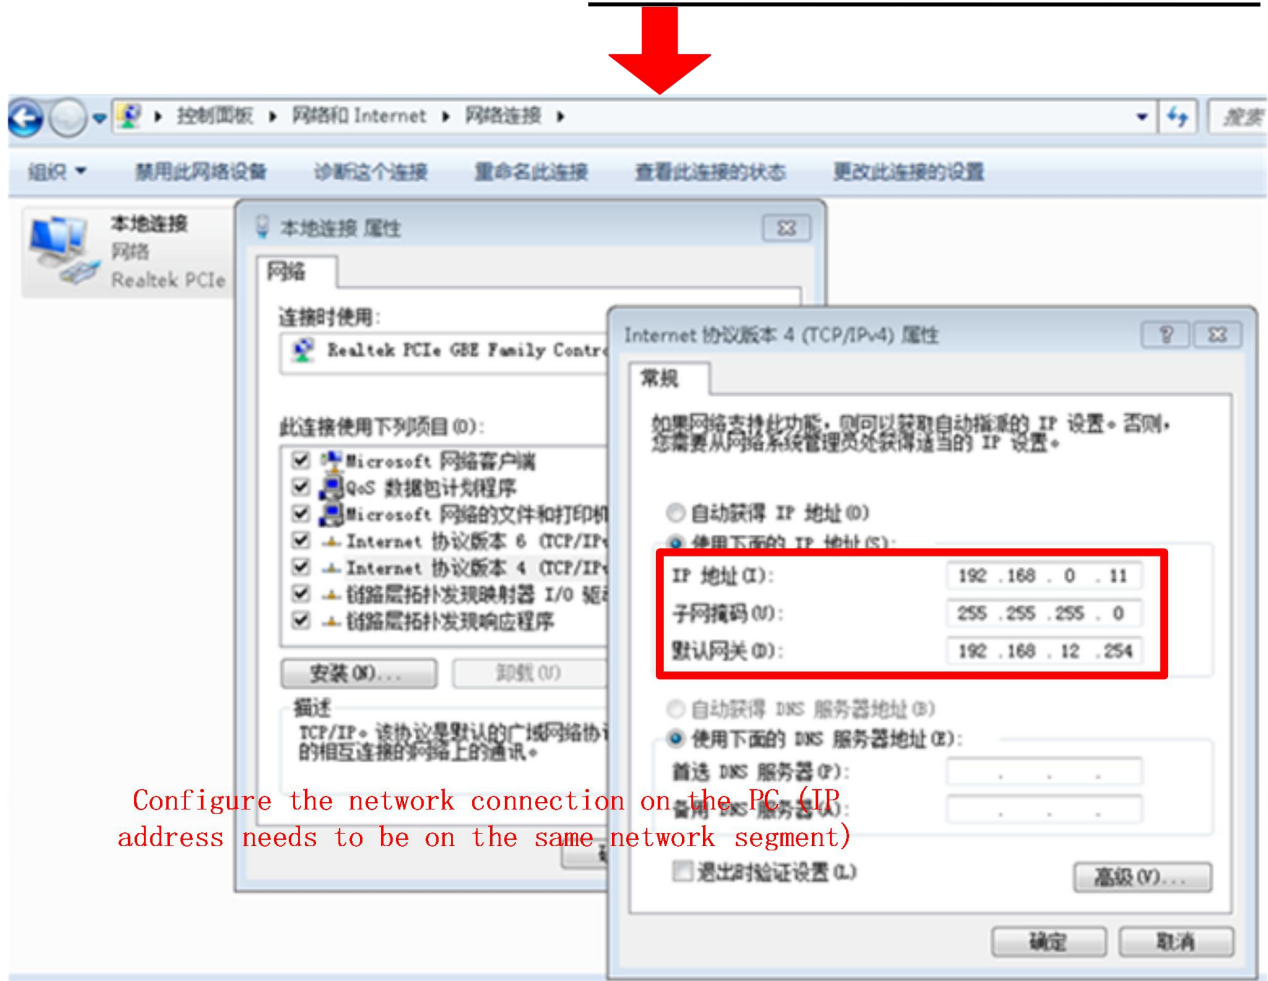 控制面板 网络和 Internet 网络连接
搜索
组织 禁用此网络设备 诊断这个连接 重命名此连接 查看此连接的状态 更改此连接的设置
本地连接
网络
Realtek PCIe
本地连接 属性
网络
连接时使用:
Realtek PCIe GBE Family Contro
此连接使用下列项目(O):
Microsoft 网络客户端
QoS 数据包计划程序
Microsoft 网络的文件和打印机
Internet 协议版本 6 (TCP/IPv
Internet 协议版本 4 (TCP/IPv
链路层拓扑发现映射器 I/O 驱动
链路层拓扑发现响应程序
安装(N)... 卸载(U)
描述
TCP/IP。该协议是默认的广域网络协议
的相互连接的网络上的通讯。
Internet 协议版本 4 (TCP/IPv4) 属性
常规
如果网络支持此功能，则可以获取自动指派的 IP 设置。否则，
您需要从网络系统管理员处获得适当的 IP 设置。
自动获得 IP 地址(O)
使用下面的 IP 地址(S):
IP 地址(I): 192 .168 . 0 . 11
子网掩码(U): 255 .255 .255 . 0
默认网关(D): 192 .168 . 12 .254
自动获得 DNS 服务器地址(B)
使用下面的 DNS 服务器地址(E):
首选 DNS 服务器(P):
备用 DNS 服务器(A):
退出时验证设置(L)
高级(V)...
确定 取消
Configure the network connection on the PC (IP
address needs to be on the same network segment)